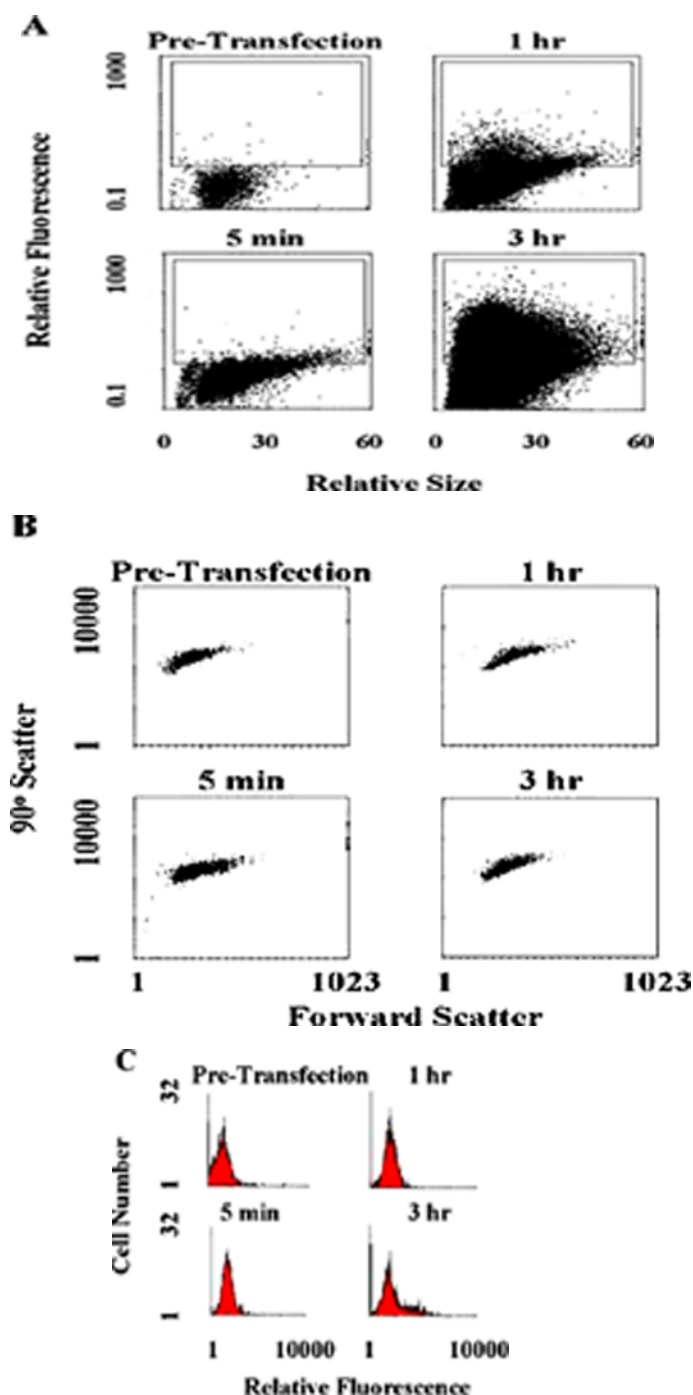 A
Pre-Transfection
1 hr
1000
0.1
5 min
3 hr
1000
0.1
Relative Fluorescence
0 30 60
0 30 60
Relative Size
B
Pre-Transfection
1 hr
10000
1
5 min
3 hr
10000
1
90º Scatter
1 1023
1 1023
Forward Scatter
C
Pre-Transfection
1 hr
32
1
5 min
3 hr
32
1
Cell Number
1 10000
1 10000
Relative Fluorescence